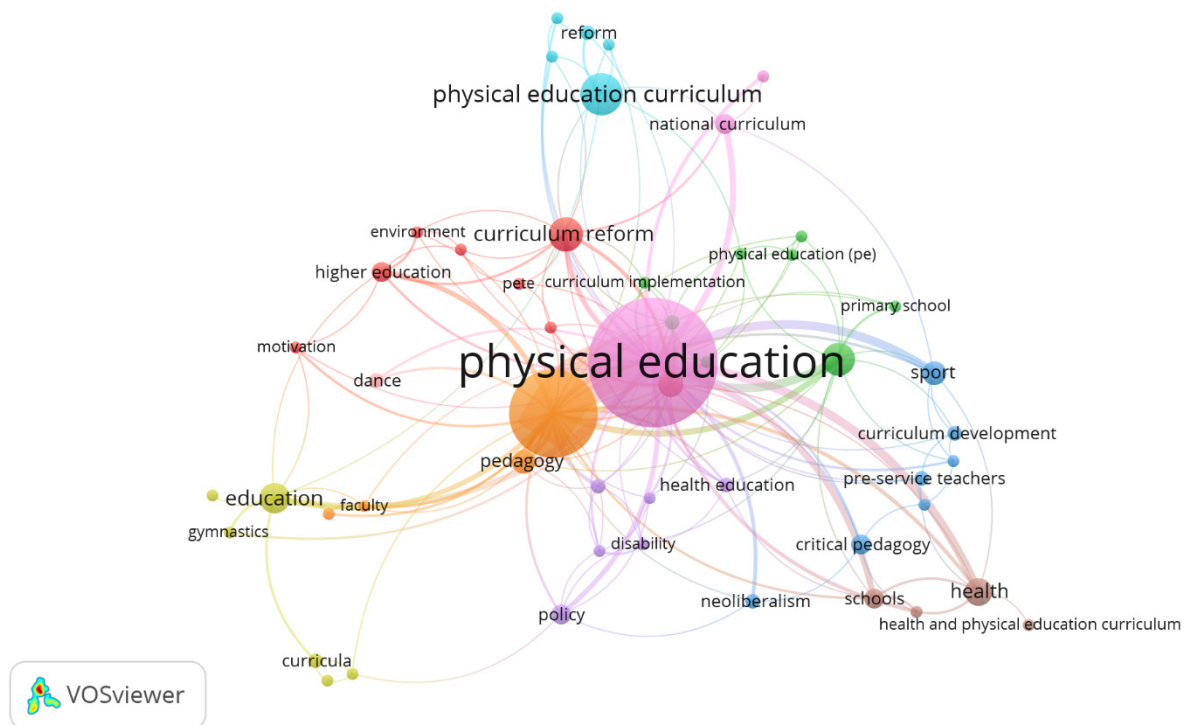 reform
physical education curriculum
national curriculum
environment
curriculum reform
physical education (pe)
higher education
pete
curriculum implementation
primary school
motivation
physical education
dance
sport
curriculum development
pedagogy
pre-service teachers
education
health education
faculty
gymnastics
disability
critical pedagogy
health
policy
neoliberalism
schools
health and physical education curriculum
curricula
VOSviewer